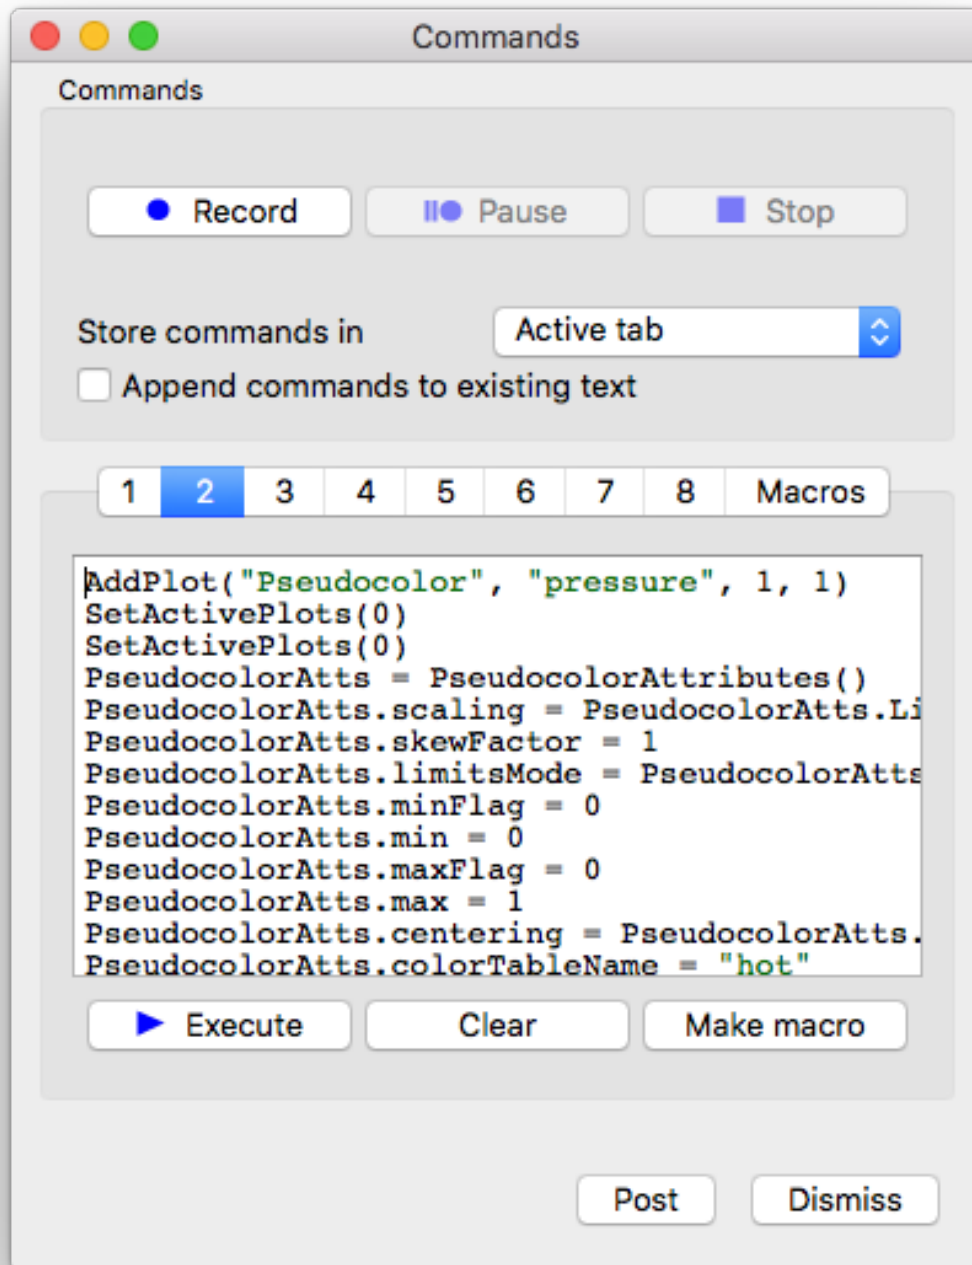 Commands
Commands
Record Pause Stop
Store commands in Active tab
Append commands to existing text
1 2 3 4 5 6 7 8 Macros
AddPlot("Pseudocolor", "pressure", 1, 1)
SetActivePlots(0)
SetActivePlots(0)
PseudocolorAtts = PseudocolorAttributes()
PseudocolorAtts.scaling = PseudocolorAtts.Li
PseudocolorAtts.skewFactor = 1
PseudocolorAtts.limitsMode = PseudocolorAtts
PseudocolorAtts.minFlag = 0
PseudocolorAtts.min = 0
PseudocolorAtts.maxFlag = 0
PseudocolorAtts.max = 1
PseudocolorAtts.centering = PseudocolorAtts.
PseudocolorAtts.colorTableName = "hot"
Execute Clear Make macro
Post Dismiss